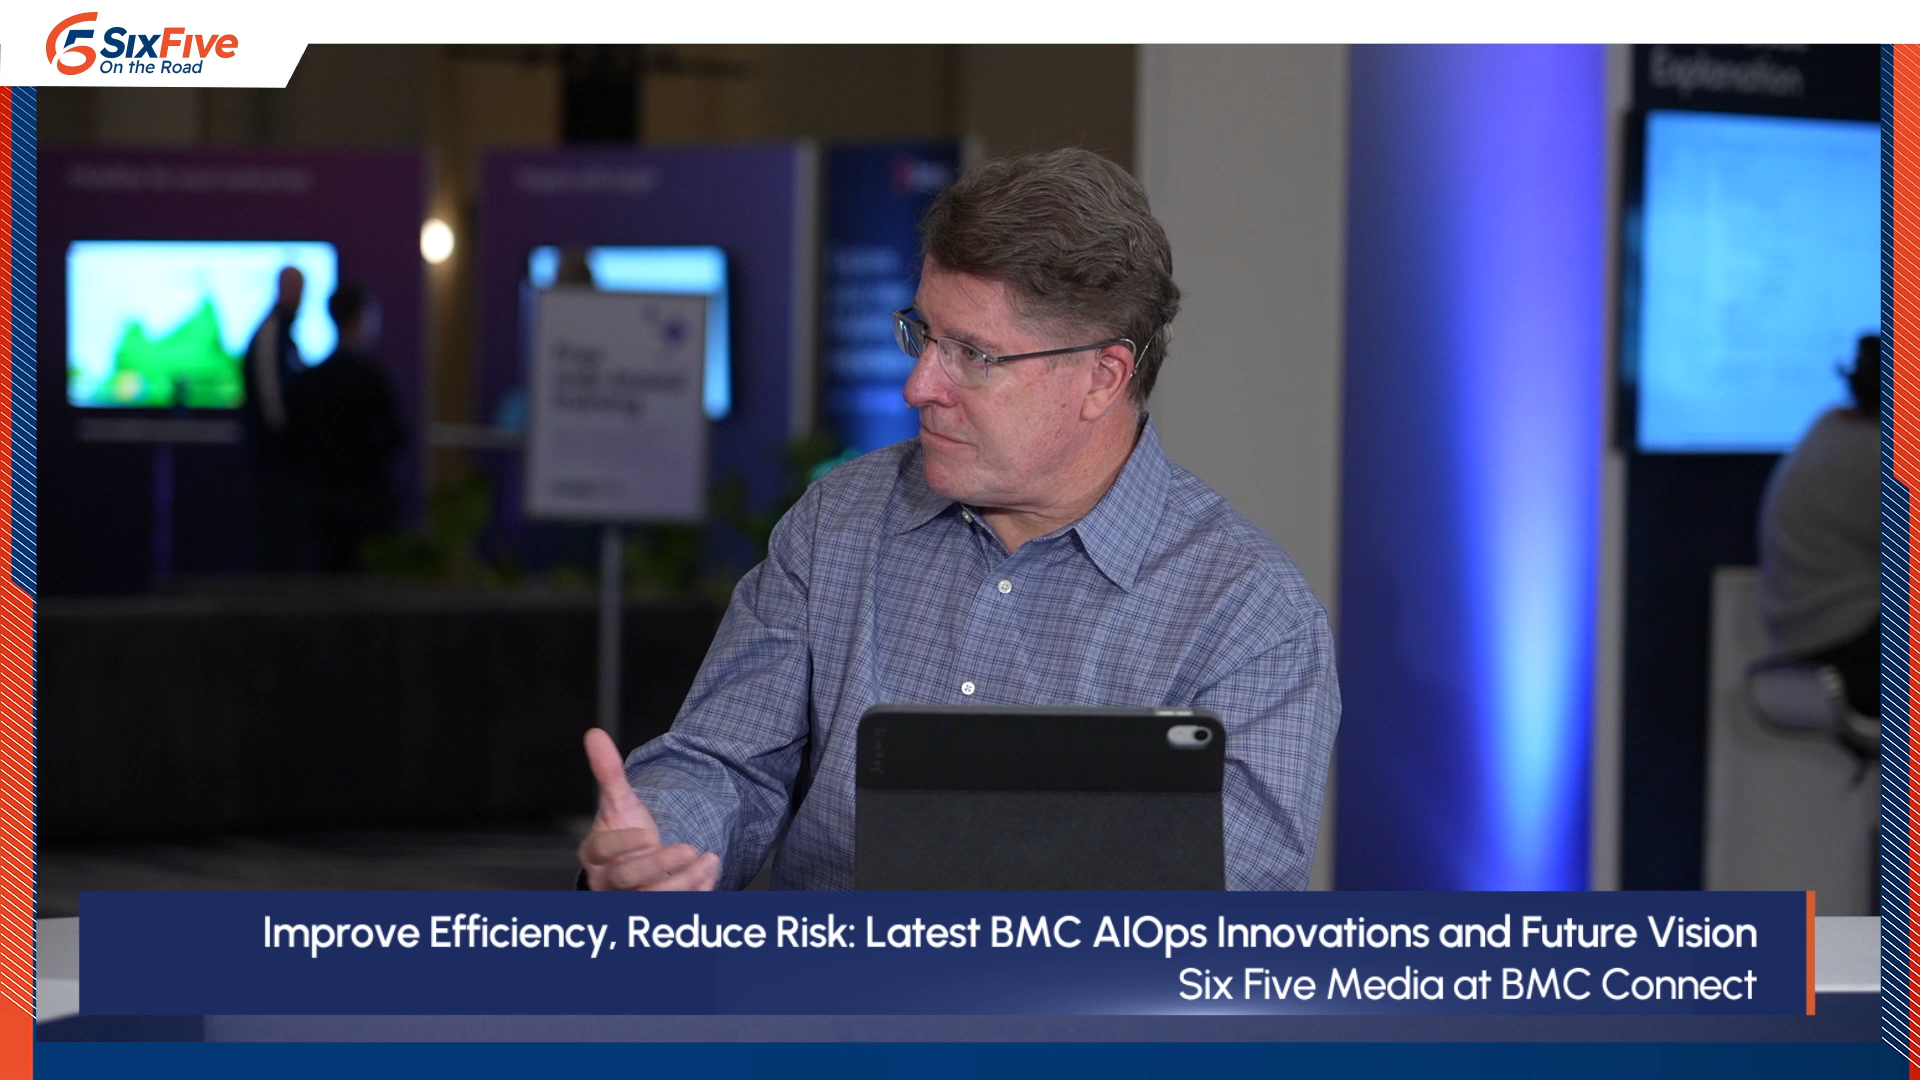 SixFive
On the Road
Explanation
Improve Efficiency, Reduce Risk: Latest BMC AIOps Innovations and Future Vision
Six Five Media at BMC Connect